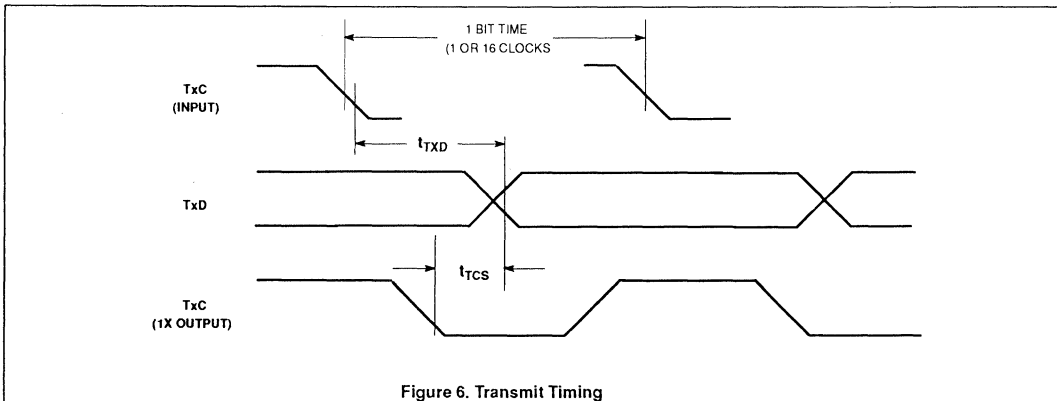 1 BIT TIME
(1 OR 16 CLOCKS
TxC
(INPUT)
tTXD
TxD
tTCS
TxC
(1X OUTPUT)
Figure 6. Transmit Timing